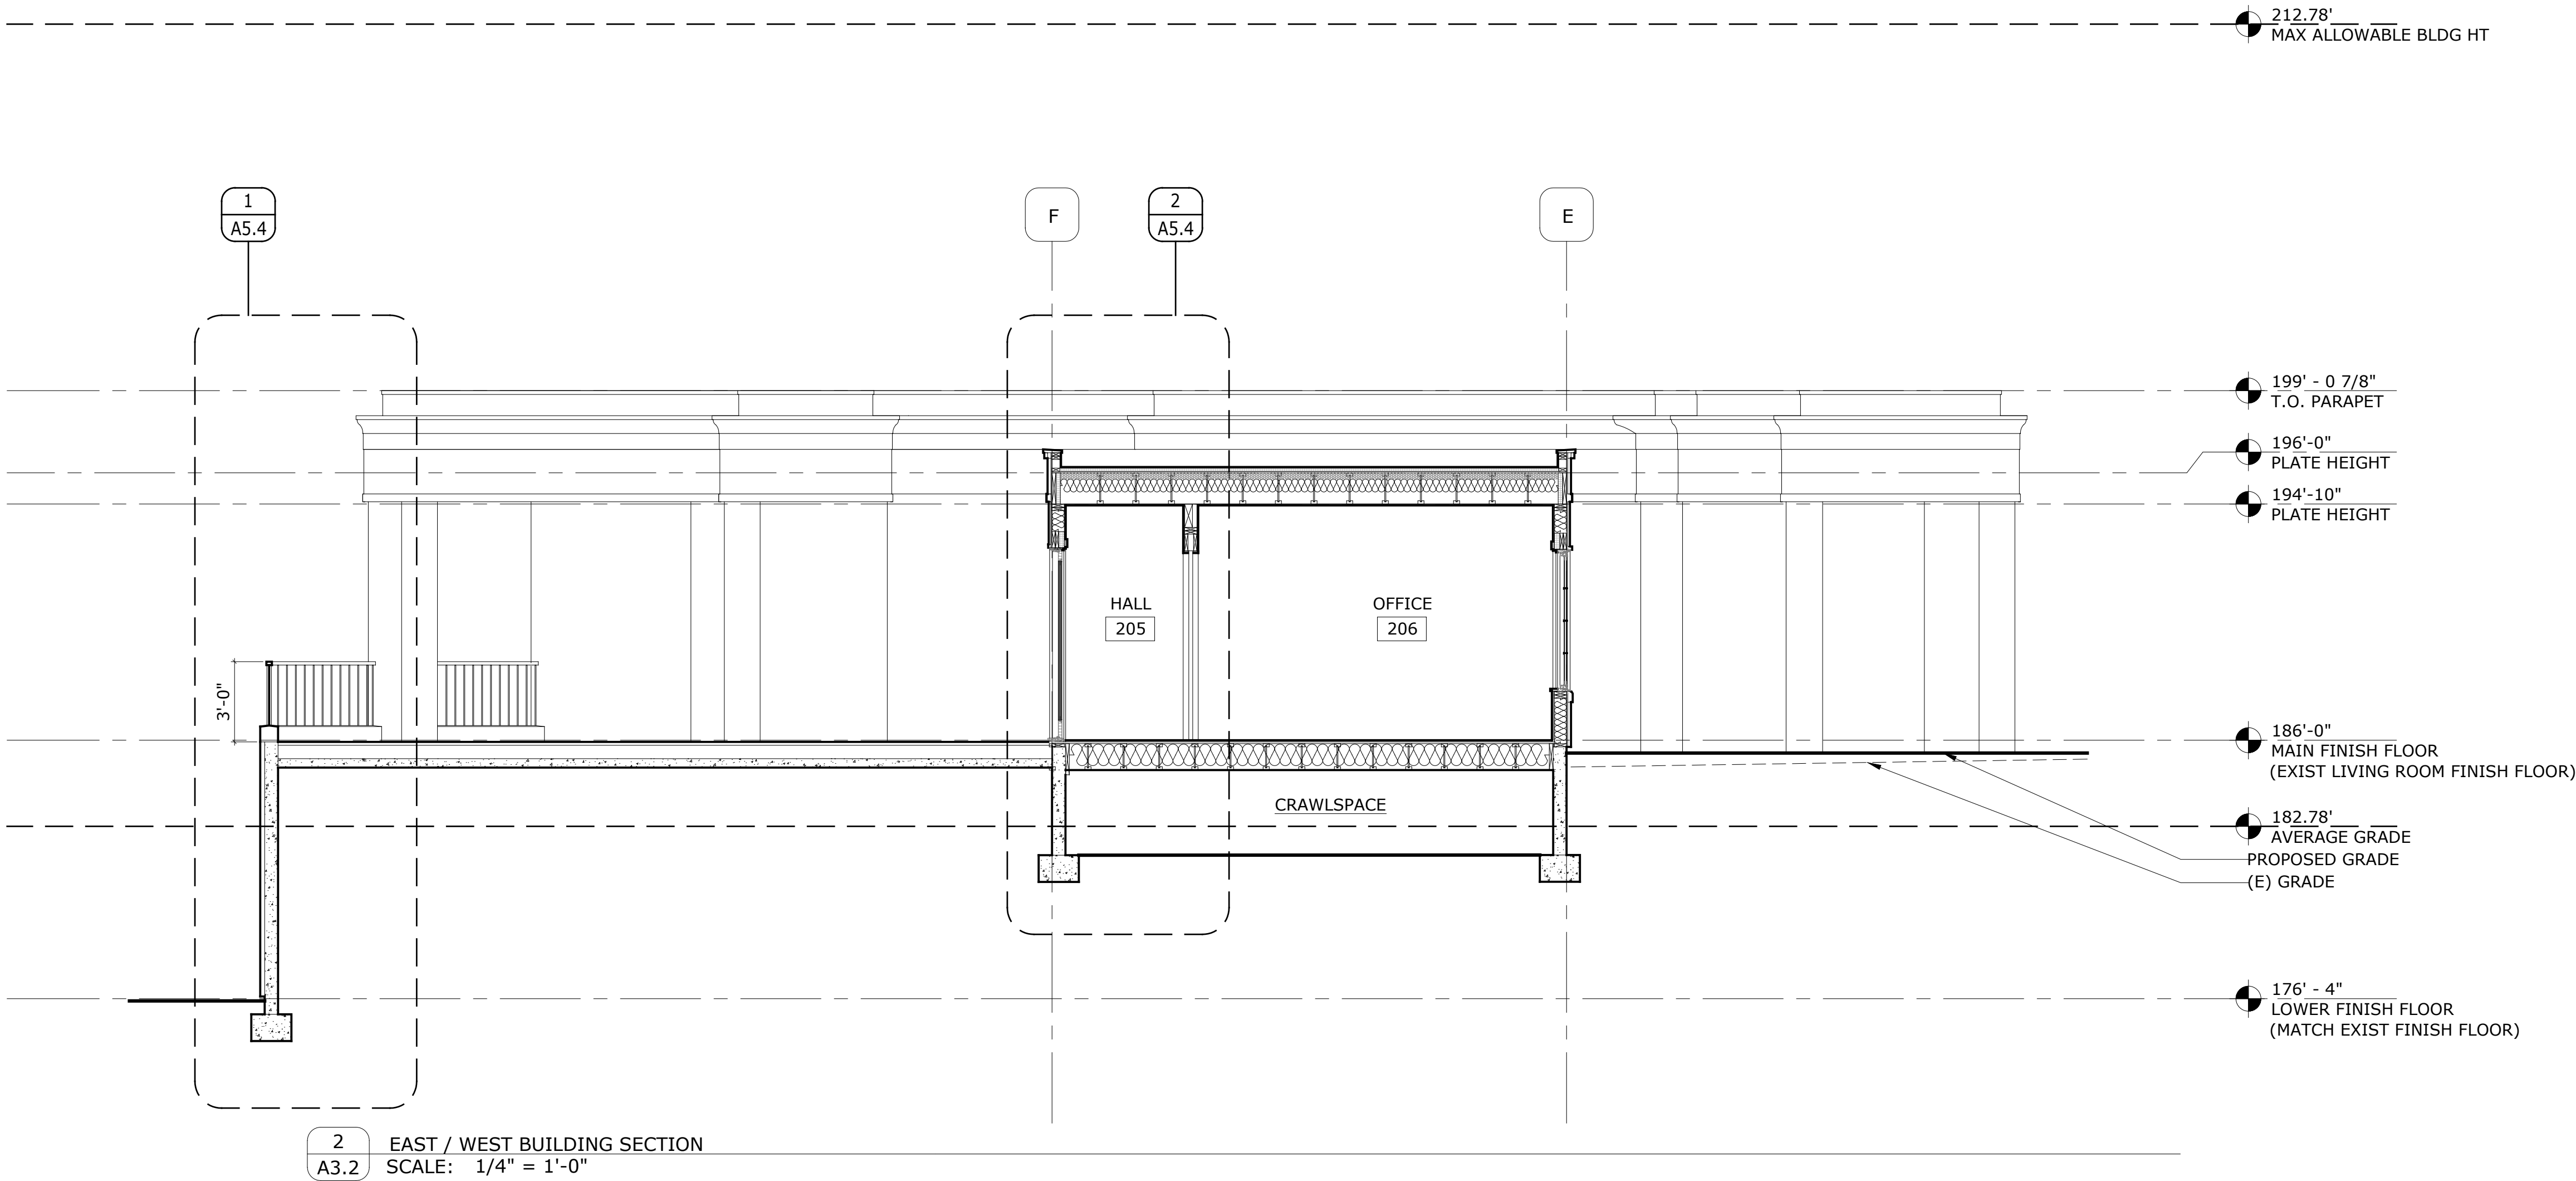 212.78'
MAX ALLOWABLE BLDG HT
1
A5.4
F
2
A5.4
E
199' - 0 7/8"
T.O. PARAPET
196'-0"
PLATE HEIGHT
194'-10"
PLATE HEIGHT
HALL
205
OFFICE
206
3'-0"
186'-0"
MAIN FINISH FLOOR
(EXIST LIVING ROOM FINISH FLOOR)
CRAWLSPACE
182.78'
AVERAGE GRADE
PROPOSED GRADE
(E) GRADE
176' - 4"
LOWER FINISH FLOOR
(MATCH EXIST FINISH FLOOR)
2
A3.2
EAST / WEST BUILDING SECTION
SCALE: 1/4" = 1'-0"